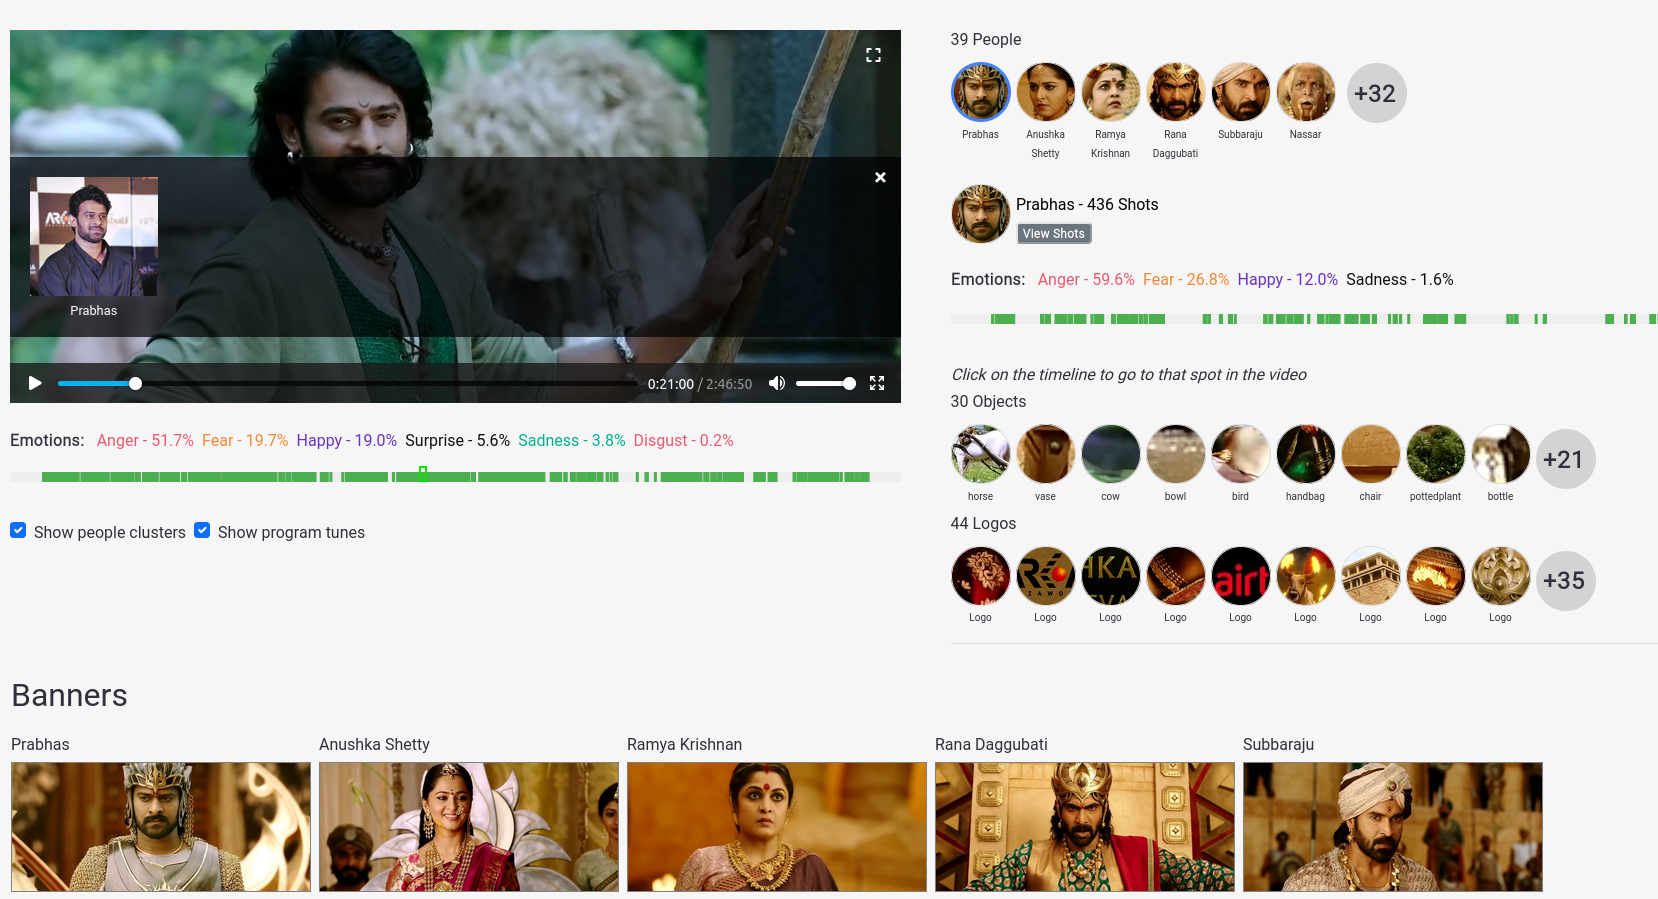 Prabhas
0:21:00 / 2:46:50
Emotions: Anger - 51.7% Fear - 19.7% Happy - 19.0% Surprise - 5.6% Sadness - 3.8% Disgust - 0.2%
Show people clusters Show program tunes
39 People
+32
Prabhas Anushka Shetty Ramya Krishnan Rana Daggubati Subbaraju Nassar
Prabhas - 436 Shots
View Shots
Emotions: Anger - 59.6% Fear - 26.8% Happy - 12.0% Sadness - 1.6%
Click on the timeline to go to that spot in the video
30 Objects
+21
horse vase cow bowl bird handbag chair pottedplant bottle
44 Logos
HKA
airt
+35
Logo Logo Logo Logo Logo Logo Logo Logo Logo
Banners
Prabhas Anushka Shetty Ramya Krishnan Rana Daggubati Subbaraju